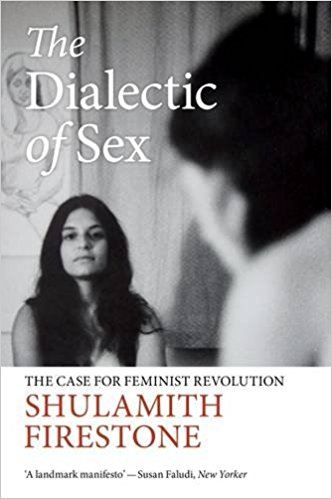 The
Dialectic
of Sex
THE CASE FOR FEMINIST REVOLUTION
SHULAMITH
FIRESTONE
‘A landmark manifesto’ — Susan Faludi, New Yorker